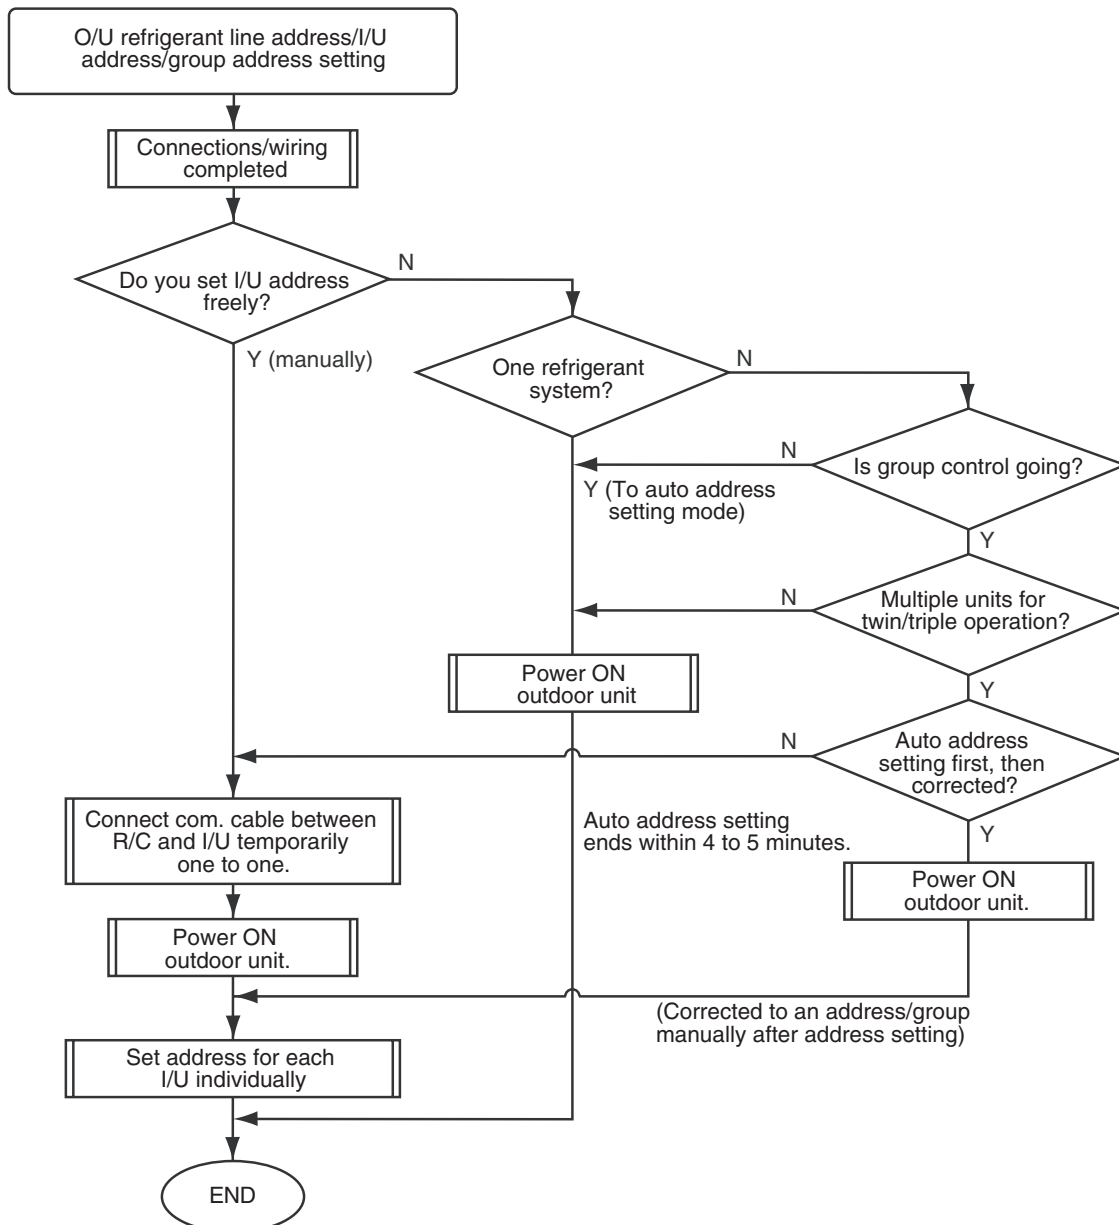 O/U refrigerant line address/I/U
address/group address setting
Connections/wiring
completed
Do you set I/U address
freely?
N
Y (manually)
One refrigerant
system?
N
Is group control going?
N
Y (To auto address
setting mode)
Y
Multiple units for
twin/triple operation?
N
Power ON
outdoor unit
Y
Auto address
setting first, then
corrected?
N
Connect com. cable between
R/C and I/U temporarily
one to one.
Auto address setting
ends within 4 to 5 minutes.
Y
Power ON
outdoor unit.
Power ON
outdoor unit.
(Corrected to an address/group
manually after address setting)
Set address for each
I/U individually
END